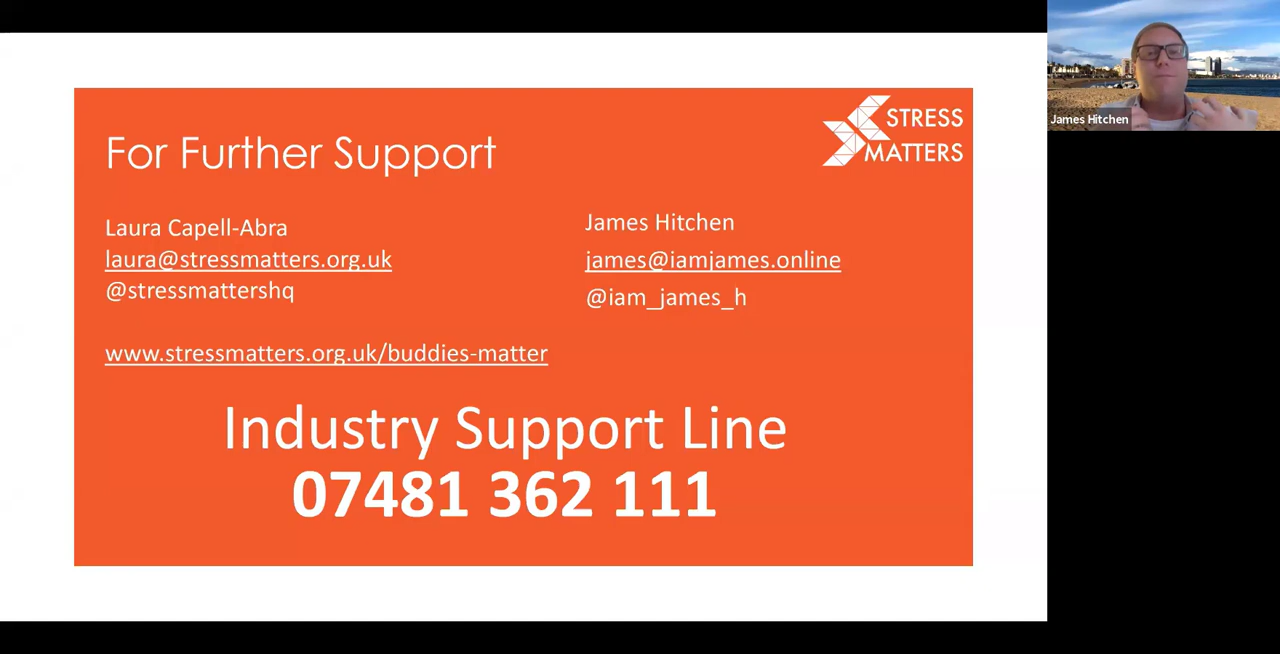 STRESS
MATTERS
For Further Support
Laura Capell-Abra
laura@stressmatters.org.uk
@stressmattershq
James Hitchen
james@iamjames.online
@iam_james_h
www.stressmatters.org.uk/buddies-matter
Industry Support Line
07481 362 111
James Hitchen